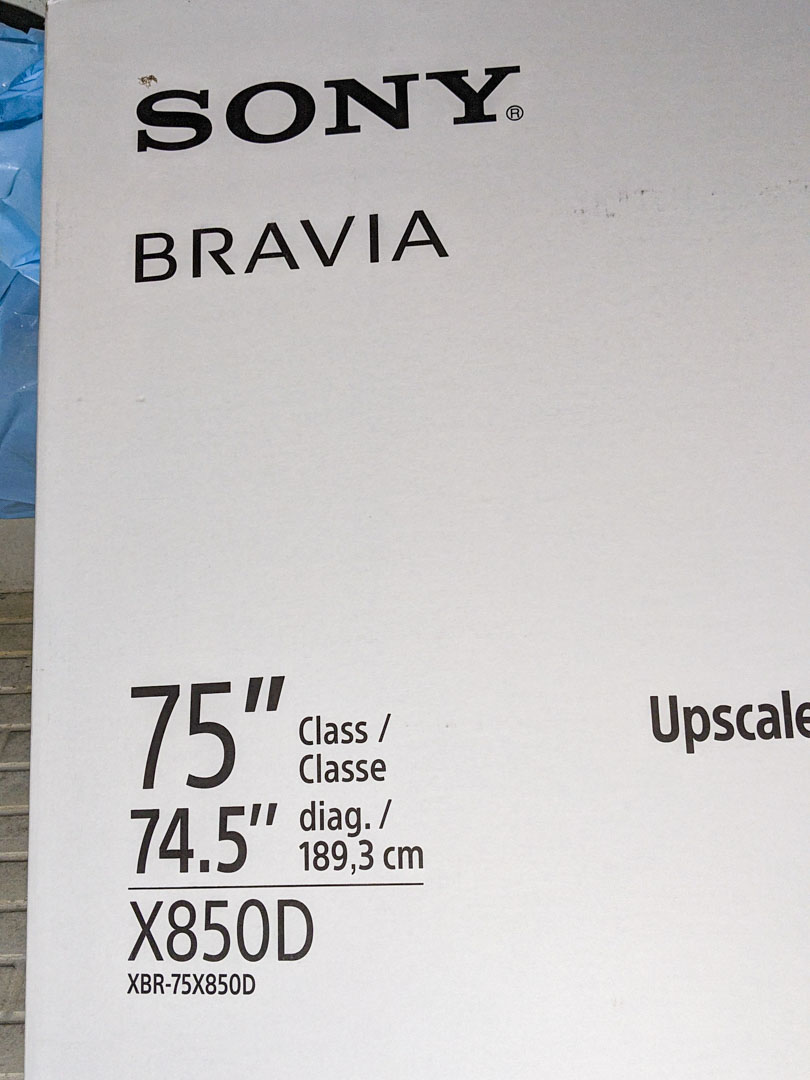 SONY®
BRAVIA
75" Class /
Classe
74.5" diag. /
189,3 cm
X850D
XBR-75X850D
Upscale